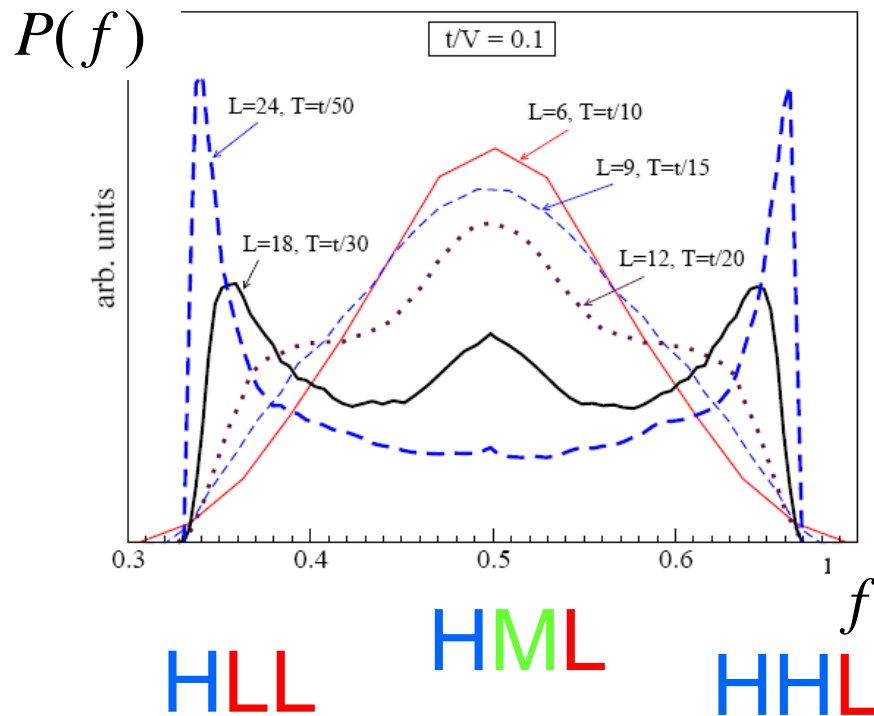 P(f)
t/V = 0.1
L=24, T=t/50
L=6, T=t/10
L=9, T=t/15
L=18, T=t/30
L=12, T=t/20
arb. units
0.3 0.4 0.5 0.6 1
f
HML
HLL HHL